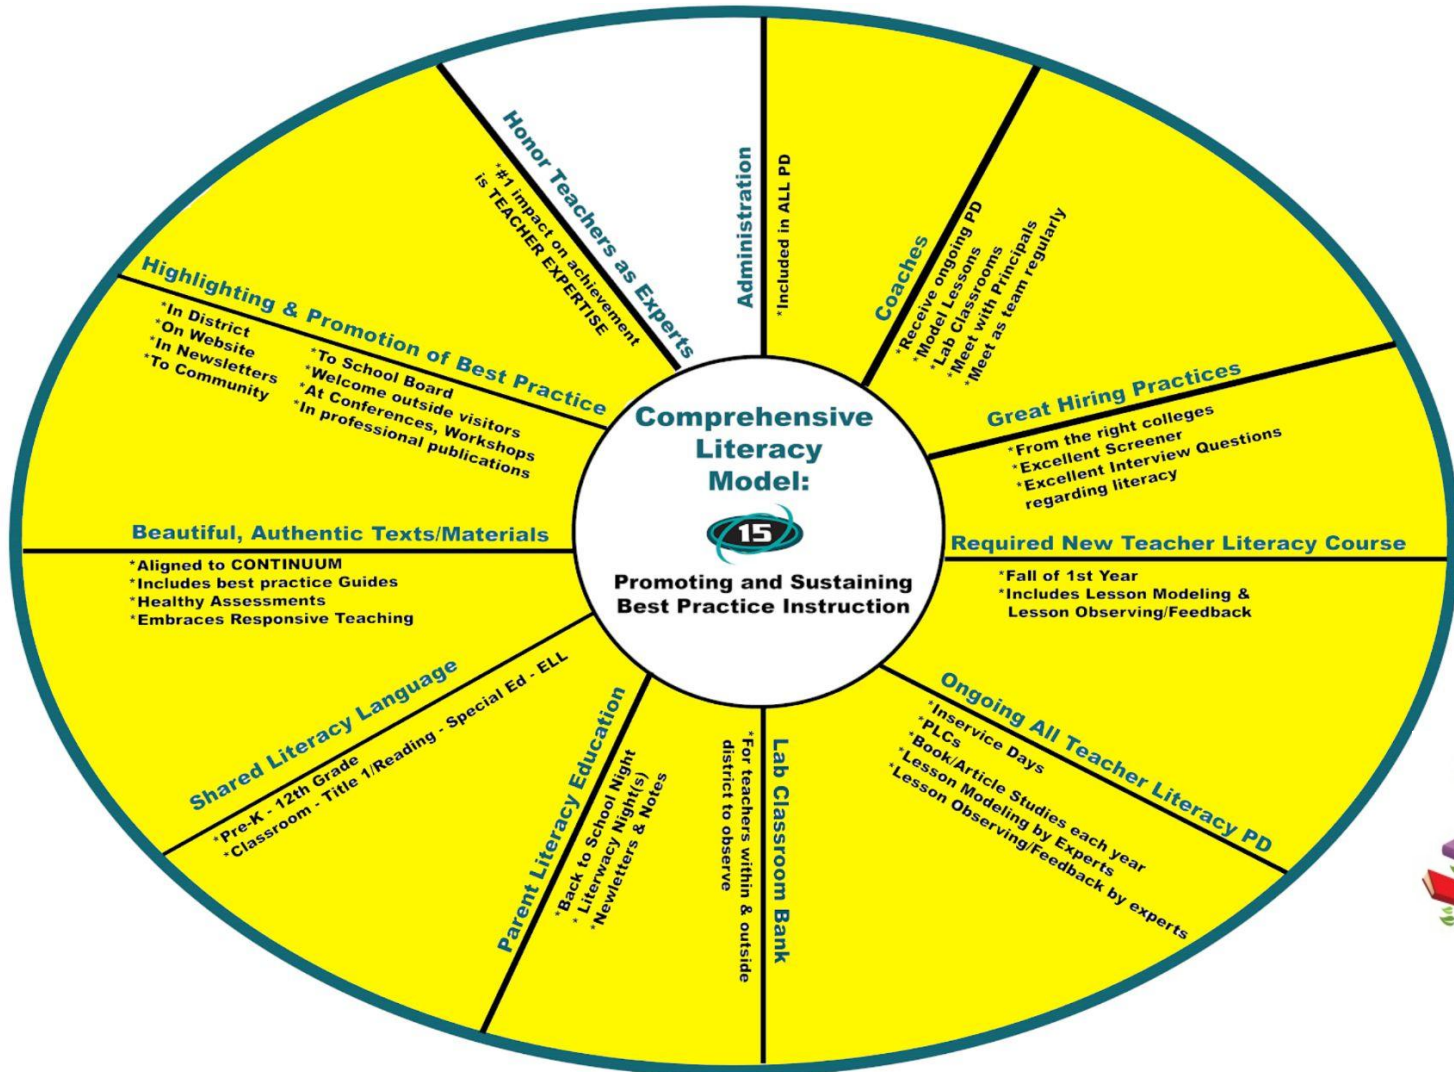 Comprehensive
Literacy
Model:
15
Promoting and Sustaining
Best Practice Instruction
Administration
*Included in ALL PD
Coaches
*Receive ongoing PD
*Model Lessons
*Lab Classrooms
*Meet with Principals
*Meet as team regularly
Great Hiring Practices
*From the right colleges
*Excellent Screener
*Excellent Interview Questions
regarding literacy
Required New Teacher Literacy Course
*Fall of 1st Year
*Includes Lesson Modeling &
Lesson Observing/Feedback
Ongoing All Teacher Literacy PD
*Inservice Days
*PLCs
*Book/Article Studies each year
*Lesson Modeling by Experts
*Lesson Observing/Feedback by experts
Lab Classroom Bank
*For teachers within & outside
district to observe
Parent Literacy Education
*Back to School Night
* Literwacy Night(s)
*Newletters & Notes
Shared Literacy Language
*Pre-K - 12th Grade
*Classroom - Title 1/Reading - Special Ed - ELL
Beautiful, Authentic Texts/Materials
*Aligned to CONTINUUM
*Includes best practice Guides
*Healthy Assessments
*Embraces Responsive Teaching
Highlighting & Promotion of Best Practice
*In District
*On Website
*In Newsletters
*To Community
*To School Board
*Welcome outside visitors
*At Conferences, Workshops
*In professional publications
Honor Teachers as Experts
*#1 impact on achievement
is TEACHER EXPERTISE